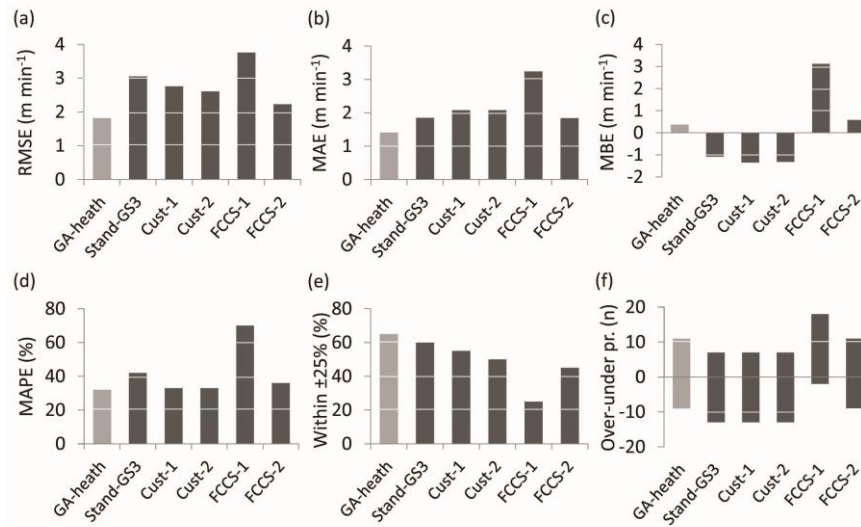 (a)
RMSE (m min⁻¹)
4
3
2
1
0
GA-heath
Stand-GS3
Cust-1
Cust-2
FCCS-1
FCCS-2
(b)
MAE (m min⁻¹)
4
3
2
1
0
GA-heath
Stand-GS3
Cust-1
Cust-2
FCCS-1
FCCS-2
(c)
MBE (m min⁻¹)
4
3
2
1
0
-1
-2
GA-heath
Stand-GS3
Cust-1
Cust-2
FCCS-1
FCCS-2
(d)
MAPE (%)
80
60
40
20
0
GA-heath
Stand-GS3
Cust-1
Cust-2
FCCS-1
FCCS-2
(e)
Within ±25% (%)
80
60
40
20
0
GA-heath
Stand-GS3
Cust-1
Cust-2
FCCS-1
FCCS-2
(f)
Over-under pr. (n)
20
10
0
-10
-20
GA-heath
Stand-GS3
Cust-1
Cust-2
FCCS-1
FCCS-2